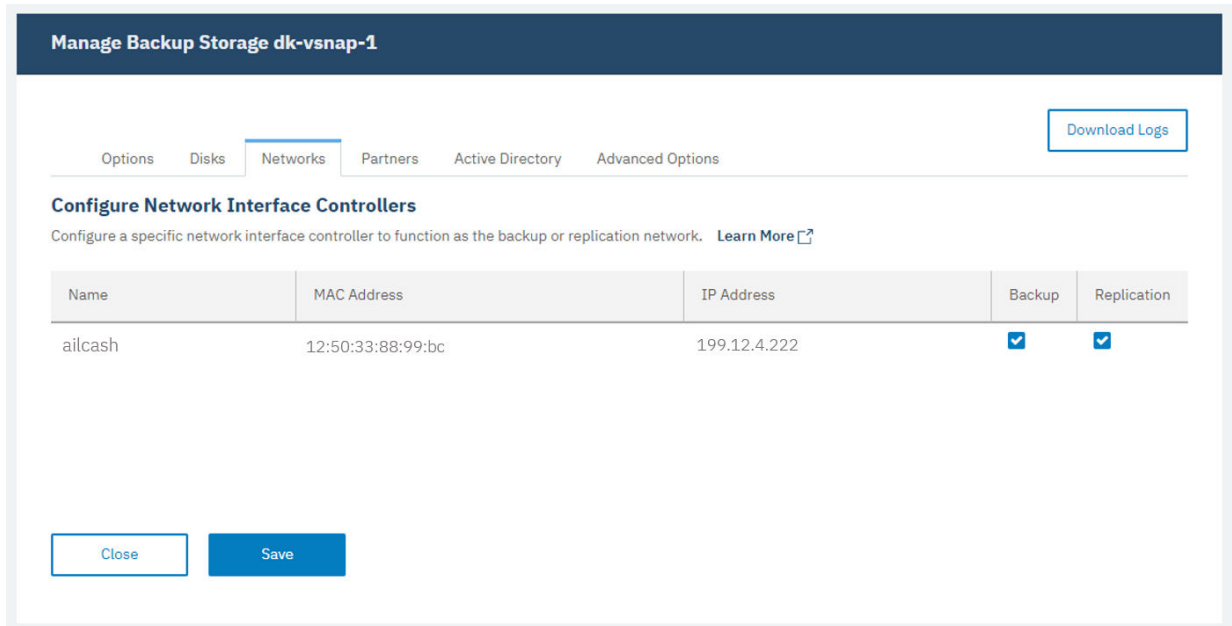 Manage Backup Storage dk-vsnap-1
Download Logs
Options Disks Networks Partners Active Directory Advanced Options
Configure Network Interface Controllers
Configure a specific network interface controller to function as the backup or replication network. Learn More
Name MAC Address IP Address Backup Replication
ailcash 12:50:33:88:99:bc 199.12.4.222
Close Save